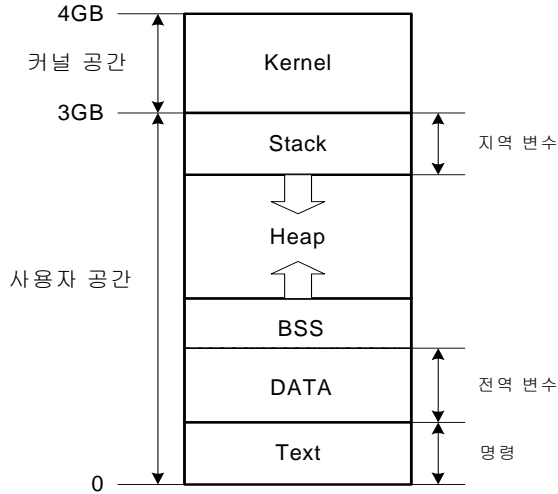 4GB
커널 공간
Kernel
3GB
Stack
지역 변수
Heap
사용자 공간
BSS
DATA
전역 변수
Text
명령
0